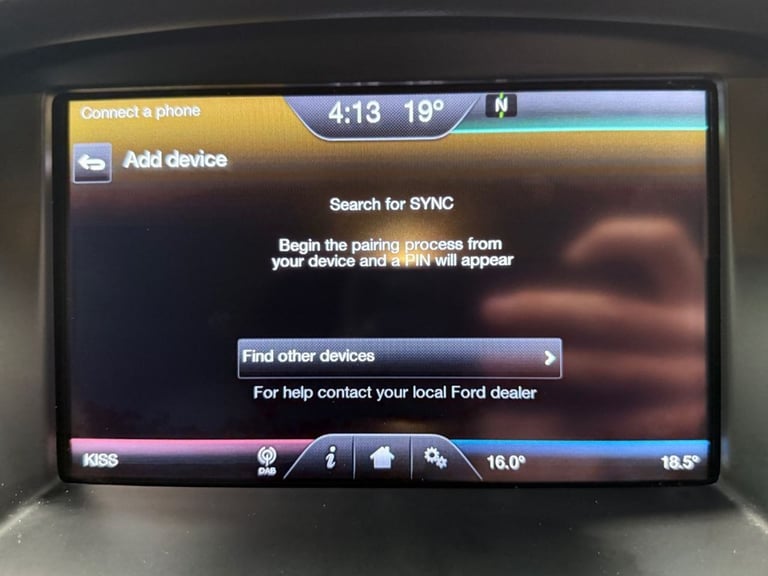 Connect a phone
4:13 19°
N
Add device
Search for SYNC
Begin the pairing process from
your device and a PIN will appear
Find other devices
For help contact your local Ford dealer
KISS
DAB
i
16.0°
18.5°